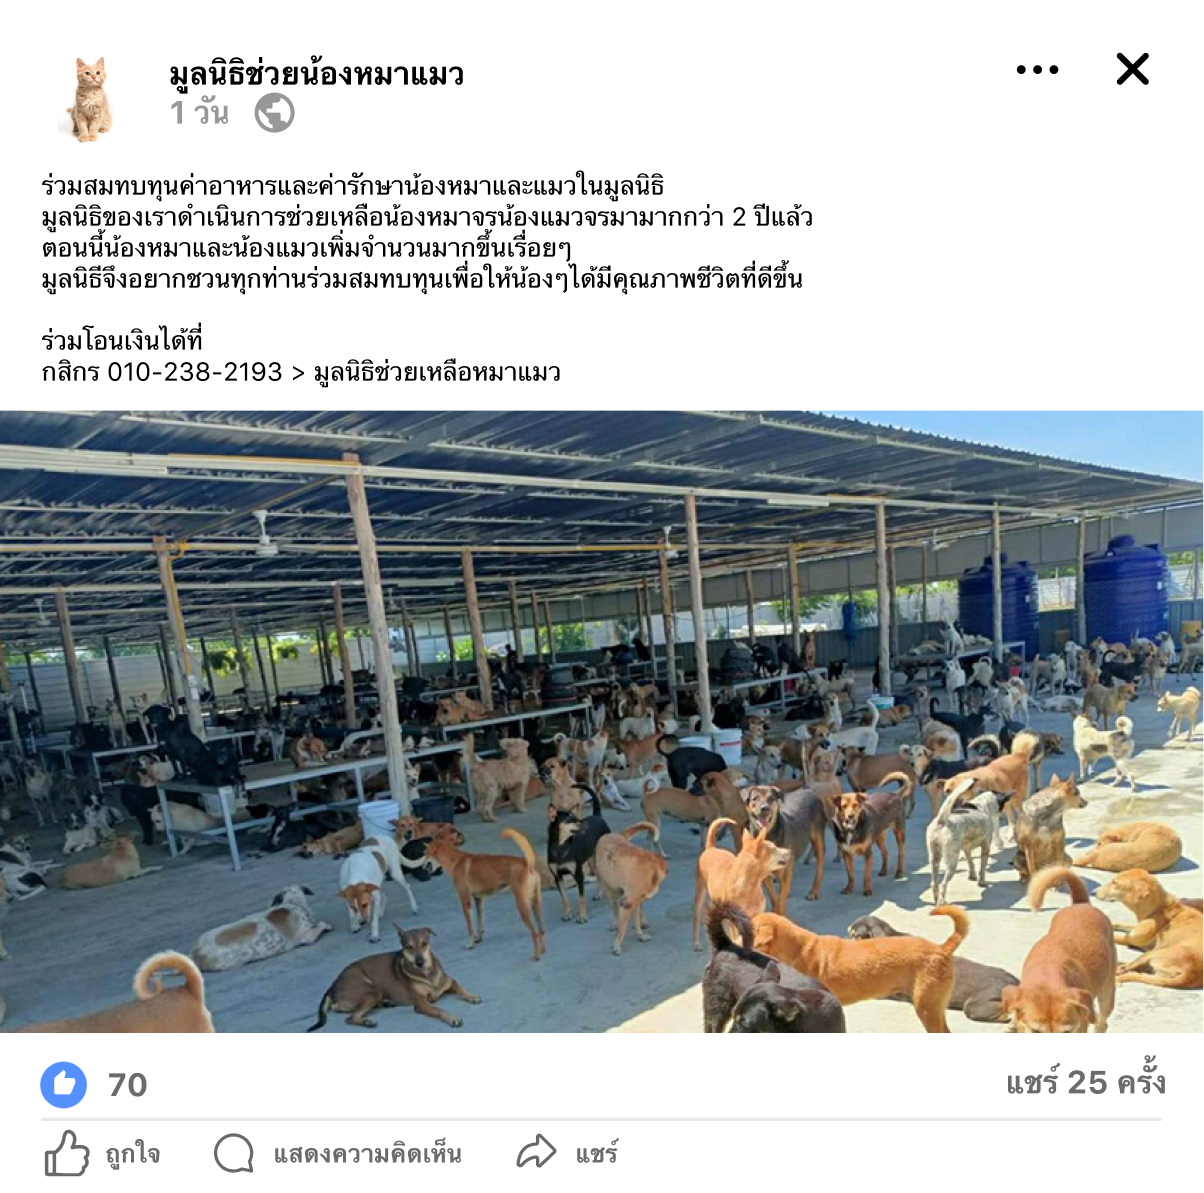 มูลนิธิช่วยน้องหมาแมว
1 วัน
ร่วมสมทบทุนค่าอาหารและค่ารักษาน้องหมาและแมวในมูลนิธิ
มูลนิธิของเราดำเนินการช่วยเหลือน้องหมาจรน้องแมวจรมามากกว่า 2 ปีแล้ว
ตอนนี้น้องหมาและน้องแมวเพิ่มจำนวนมากขึ้นเรื่อยๆ
มูลนิธีจึงอยากชวนทุกท่านร่วมสมทบทุนเพื่อให้น้องๆได้มีคุณภาพชีวิตที่ดีขึ้น
ร่วมโอนเงินได้ที่
กสิกร 010-238-2193 > มูลนิธิช่วยเหลือหมาแมว
70
แชร์ 25 ครั้ง
ถูกใจ
แสดงความคิดเห็น
แชร์